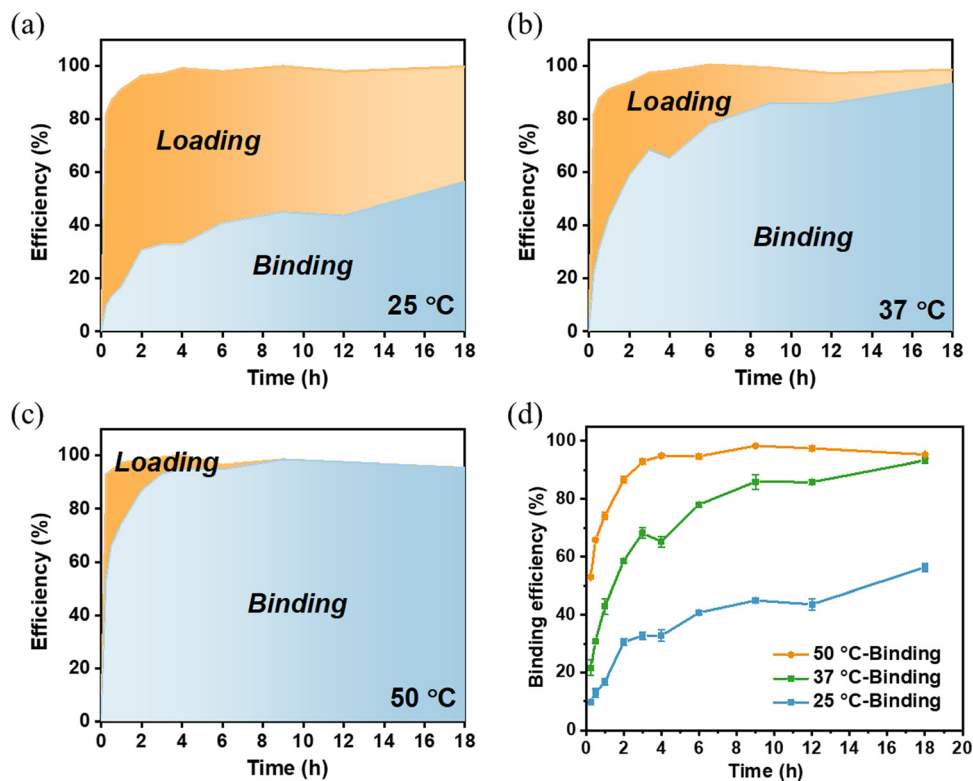 (a)
100
80
60
40
20
0
Efficiency (%)
Loading
Binding
25 °C
0 2 4 6 8 10 12 14 16 18
Time (h)
(b)
100
80
60
40
20
0
Efficiency (%)
Loading
Binding
37 °C
0 2 4 6 8 10 12 14 16 18
Time (h)
(c)
100
80
60
40
20
0
Efficiency (%)
Loading
Binding
50 °C
0 2 4 6 8 10 12 14 16 18
Time (h)
(d)
100
80
60
40
20
0
Binding efficiency (%)
50 °C-Binding
37 °C-Binding
25 °C-Binding
0 2 4 6 8 10 12 14 16 18 20
Time (h)